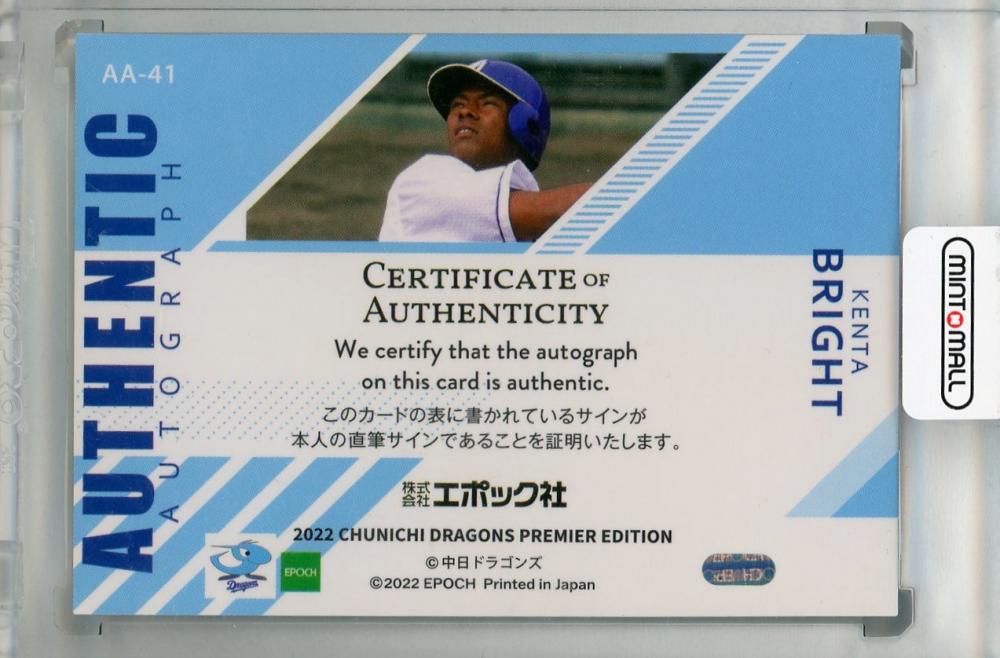 AA-41
AUTHENTIC
AUTOGRAPH
CERTIFICATE OF
AUTHENTICITY
We certify that the autograph
on this card is authentic.
このカードの表に書かれているサインが
本人の直筆サインであることを証明いたします。
株式会社エポック社
2022 CHUNICHI DRAGONS PREMIER EDITION
©中日ドラゴンズ
©2022 EPOCH Printed in Japan
Dragons
EPOCH
KENTA
BRIGHT
MINT MALL